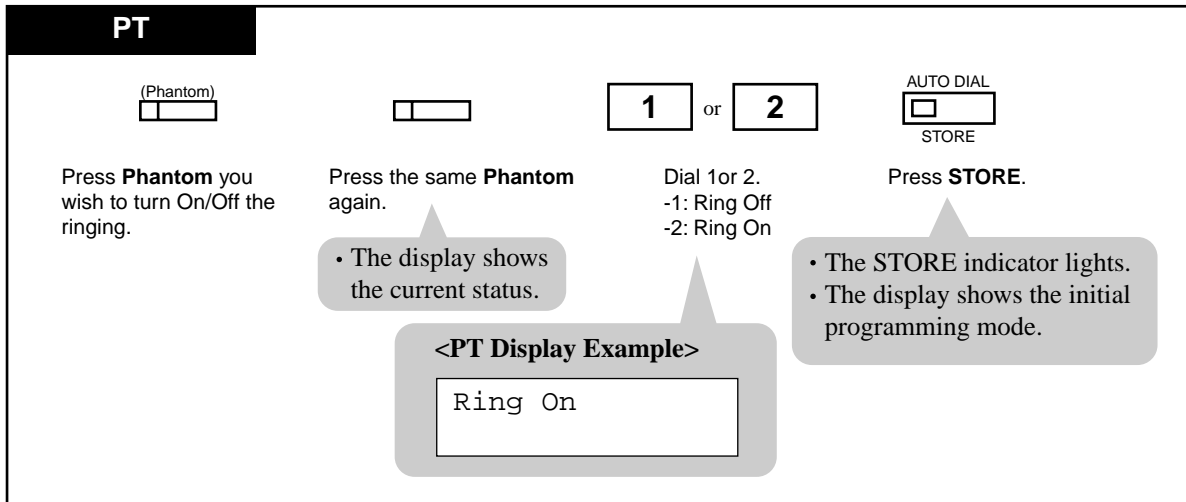 PT
(Phantom)
1 or 2
AUTO DIAL
STORE
Press Phantom you
wish to turn On/Off the
ringing.
Press the same Phantom
again.
• The display shows
the current status.
Dial 1or 2.
-1: Ring Off
-2: Ring On
<PT Display Example>
Ring On
Press STORE.
• The STORE indicator lights.
• The display shows the initial
programming mode.